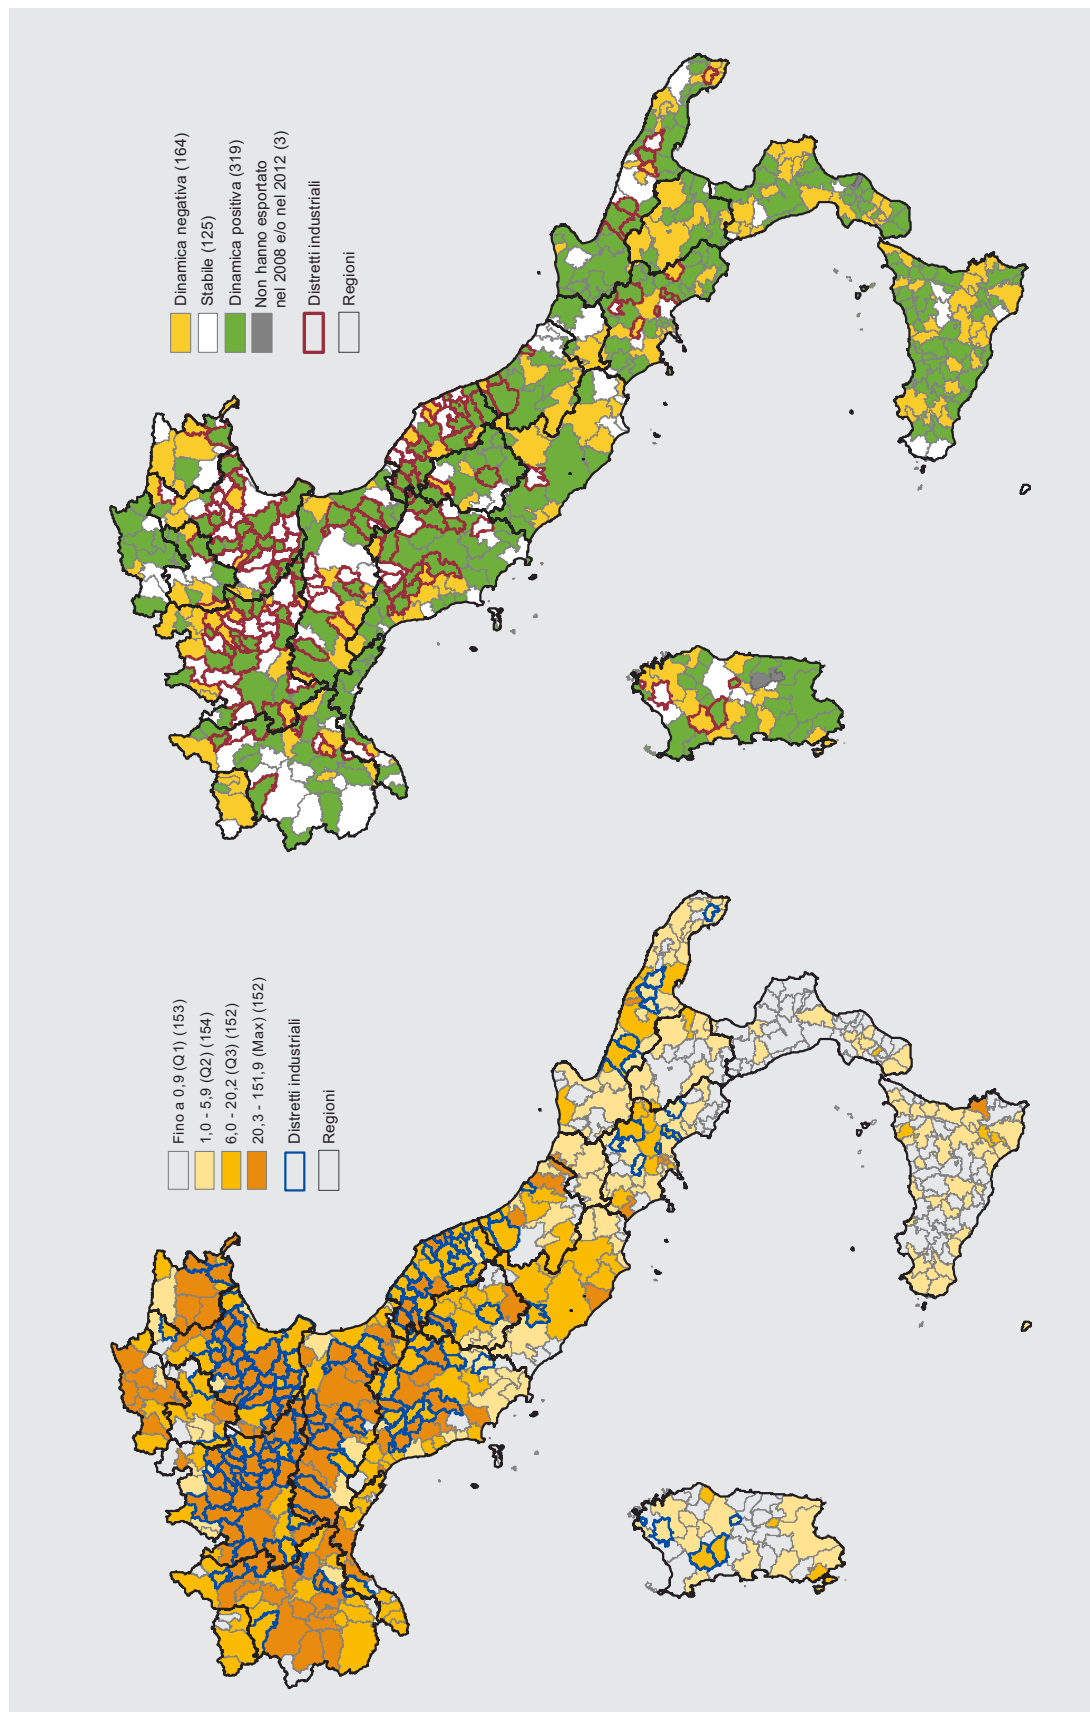 Fino a 0,9 (Q1) (153)
1,0 - 5,9 (Q2) (154)
6,0 - 20,2 (Q3) (152)
20,3 - 151,9 (Max) (152)
Distretti industriali
Regioni
Dinamica negativa (164)
Stabile (125)
Dinamica positiva (319)
Non hanno esportato
nel 2008 e/o nel 2012 (3)
Distretti industriali
Regioni